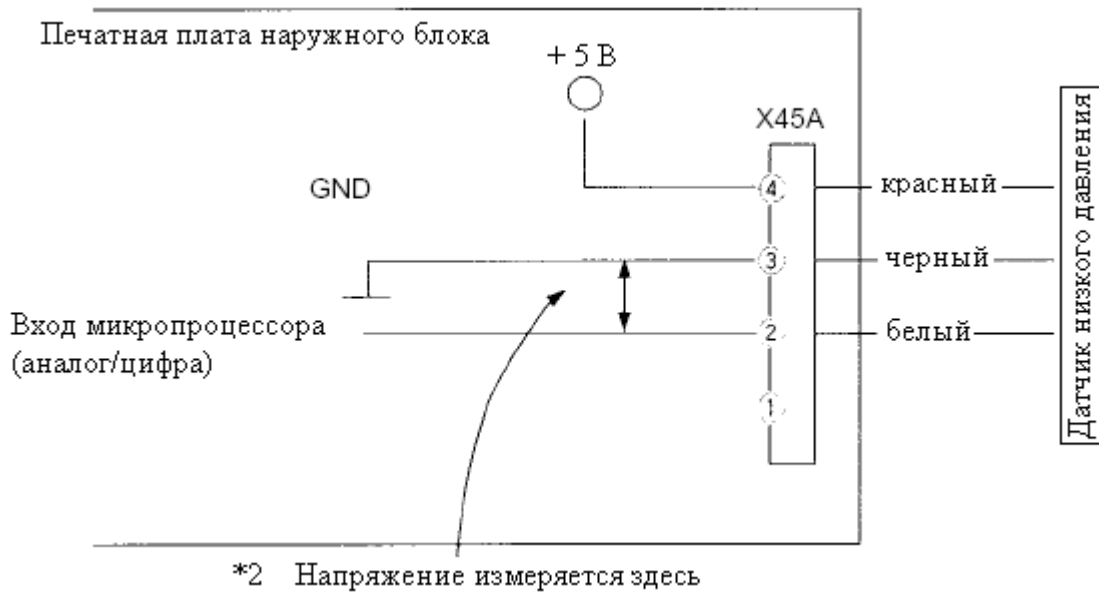 Печатная плата наружного блока
+ 5 В
X45A
GND
4
красный
3
черный
Вход микропроцессора
(аналог/цифра)
2
белый
1
Датчик низкого давления
*2 Напряжение измеряется здесь